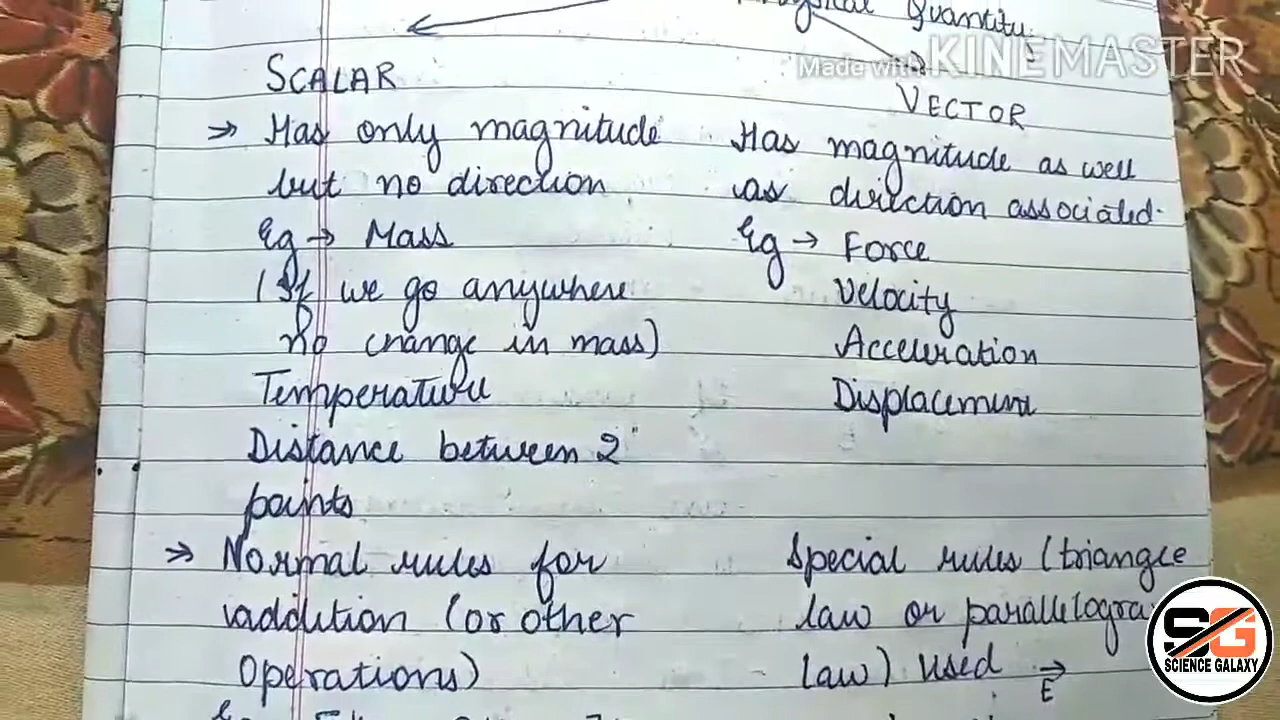 Physical Quantity
Made with KINEMASTER
SCALAR
VECTOR
⇒ Has only magnitude
but no direction
Eg → Mass
(If we go anywhere
no change in mass)
Temperature
Distance between 2
points
⇒ Normal rules for
addition (or other
operations)
Has magnitude as well
as direction associated.
Eg → Force
Velocity
Acceleration
Displacement
Special rules (triangle
law or parallelogra
law) used
E
SG
SCIENCE GALAXY